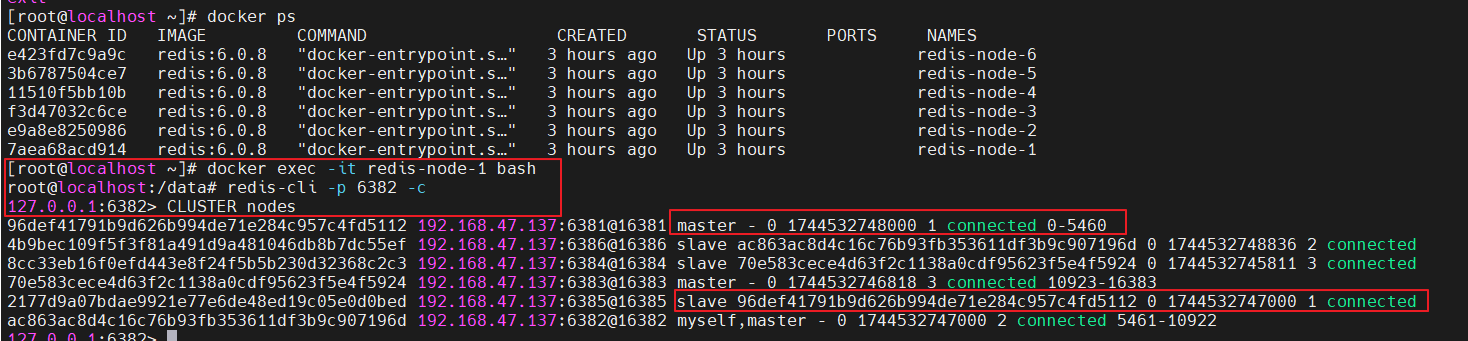 exit
[root@localhost ~]# docker ps
CONTAINER ID   IMAGE         COMMAND                  CREATED       STATUS       PORTS     NAMES
e423fd7c9a9c   redis:6.0.8   "docker-entrypoint.s…"   3 hours ago   Up 3 hours             redis-node-6
3b6787504ce7   redis:6.0.8   "docker-entrypoint.s…"   3 hours ago   Up 3 hours             redis-node-5
11510f5bb10b   redis:6.0.8   "docker-entrypoint.s…"   3 hours ago   Up 3 hours             redis-node-4
f3d47032c6ce   redis:6.0.8   "docker-entrypoint.s…"   3 hours ago   Up 3 hours             redis-node-3
e9a8e8250986   redis:6.0.8   "docker-entrypoint.s…"   3 hours ago   Up 3 hours             redis-node-2
7aea68acd914   redis:6.0.8   "docker-entrypoint.s…"   3 hours ago   Up 3 hours             redis-node-1
[root@localhost ~]# docker exec -it redis-node-1 bash
root@localhost:/data# redis-cli -p 6382 -c
127.0.0.1:6382> CLUSTER nodes
96def41791b9d626b994de71e284c957c4fd5112 192.168.47.137:6381@16381 master - 0 1744532748000 1 connected 0-5460
4b9bec109f5f3f81a491d9a481046db8b7dc55ef 192.168.47.137:6386@16386 slave ac863ac8d4c16c76b93fb353611df3b9c907196d 0 1744532748836 2 connected
8cc33eb16f0efd443e8f24f5b5b230d32368c2c3 192.168.47.137:6384@16384 slave 70e583cece4d63f2c1138a0cdf95623f5e4f5924 0 1744532745811 3 connected
70e583cece4d63f2c1138a0cdf95623f5e4f5924 192.168.47.137:6383@16383 master - 0 1744532746818 3 connected 10923-16383
2177d9a07bdae9921e77e6de48ed19c05e0d0bed 192.168.47.137:6385@16385 slave 96def41791b9d626b994de71e284c957c4fd5112 0 1744532747000 1 connected
ac863ac8d4c16c76b93fb353611df3b9c907196d 192.168.47.137:6382@16382 myself,master - 0 1744532747000 2 connected 5461-10922
127.0.0.1:6382>